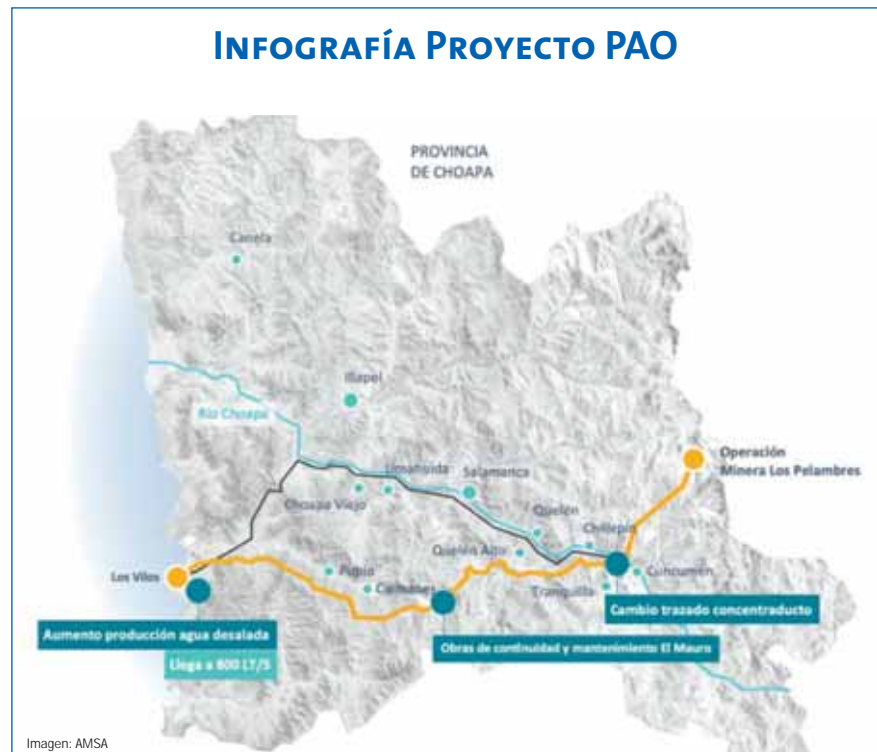 INFOGRAFÍA PROYECTO PAO
PROVINCIA
DE CHOAPA
Canela
Illapel
Río Choapa
Operación
Minera Los Pelambres
Limahuida
Salamanca
Choapa Viejo
Quelén
Chillepín
Quelén Alto
Los Vilos
Pupio
Caimanes
Tranquilla
Cuncumén
Cambio trazado concentraducto
Aumento producción agua desalada
Llega a 800 LT/S
Obras de continuidad y mantenimiento El Mauro
Imagen: AMSA